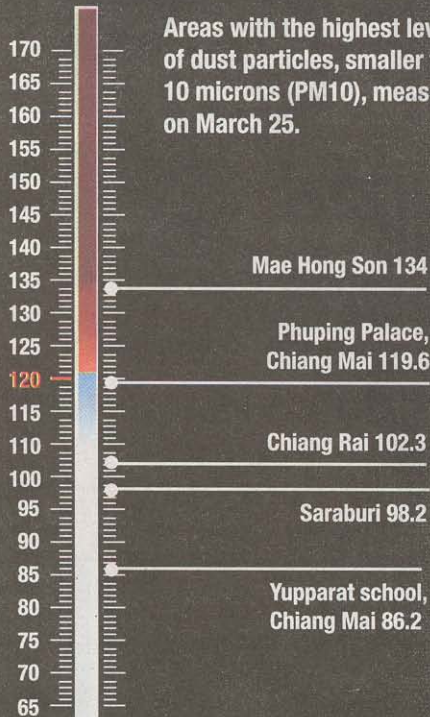 Areas with the highest
of dust particles, smaller
10 microns (PM10),
on March 25.
170
165
160
155
150
145
140
135
130
125
120
115
110
105
100
95
90
85
80
75
70
65
Mae Hong Son 134
Phuping Palace,
Chiang Mai 119.6
Chiang Rai 102.3
Saraburi 98.2
Yupparat school,
Chiang Mai 86.2